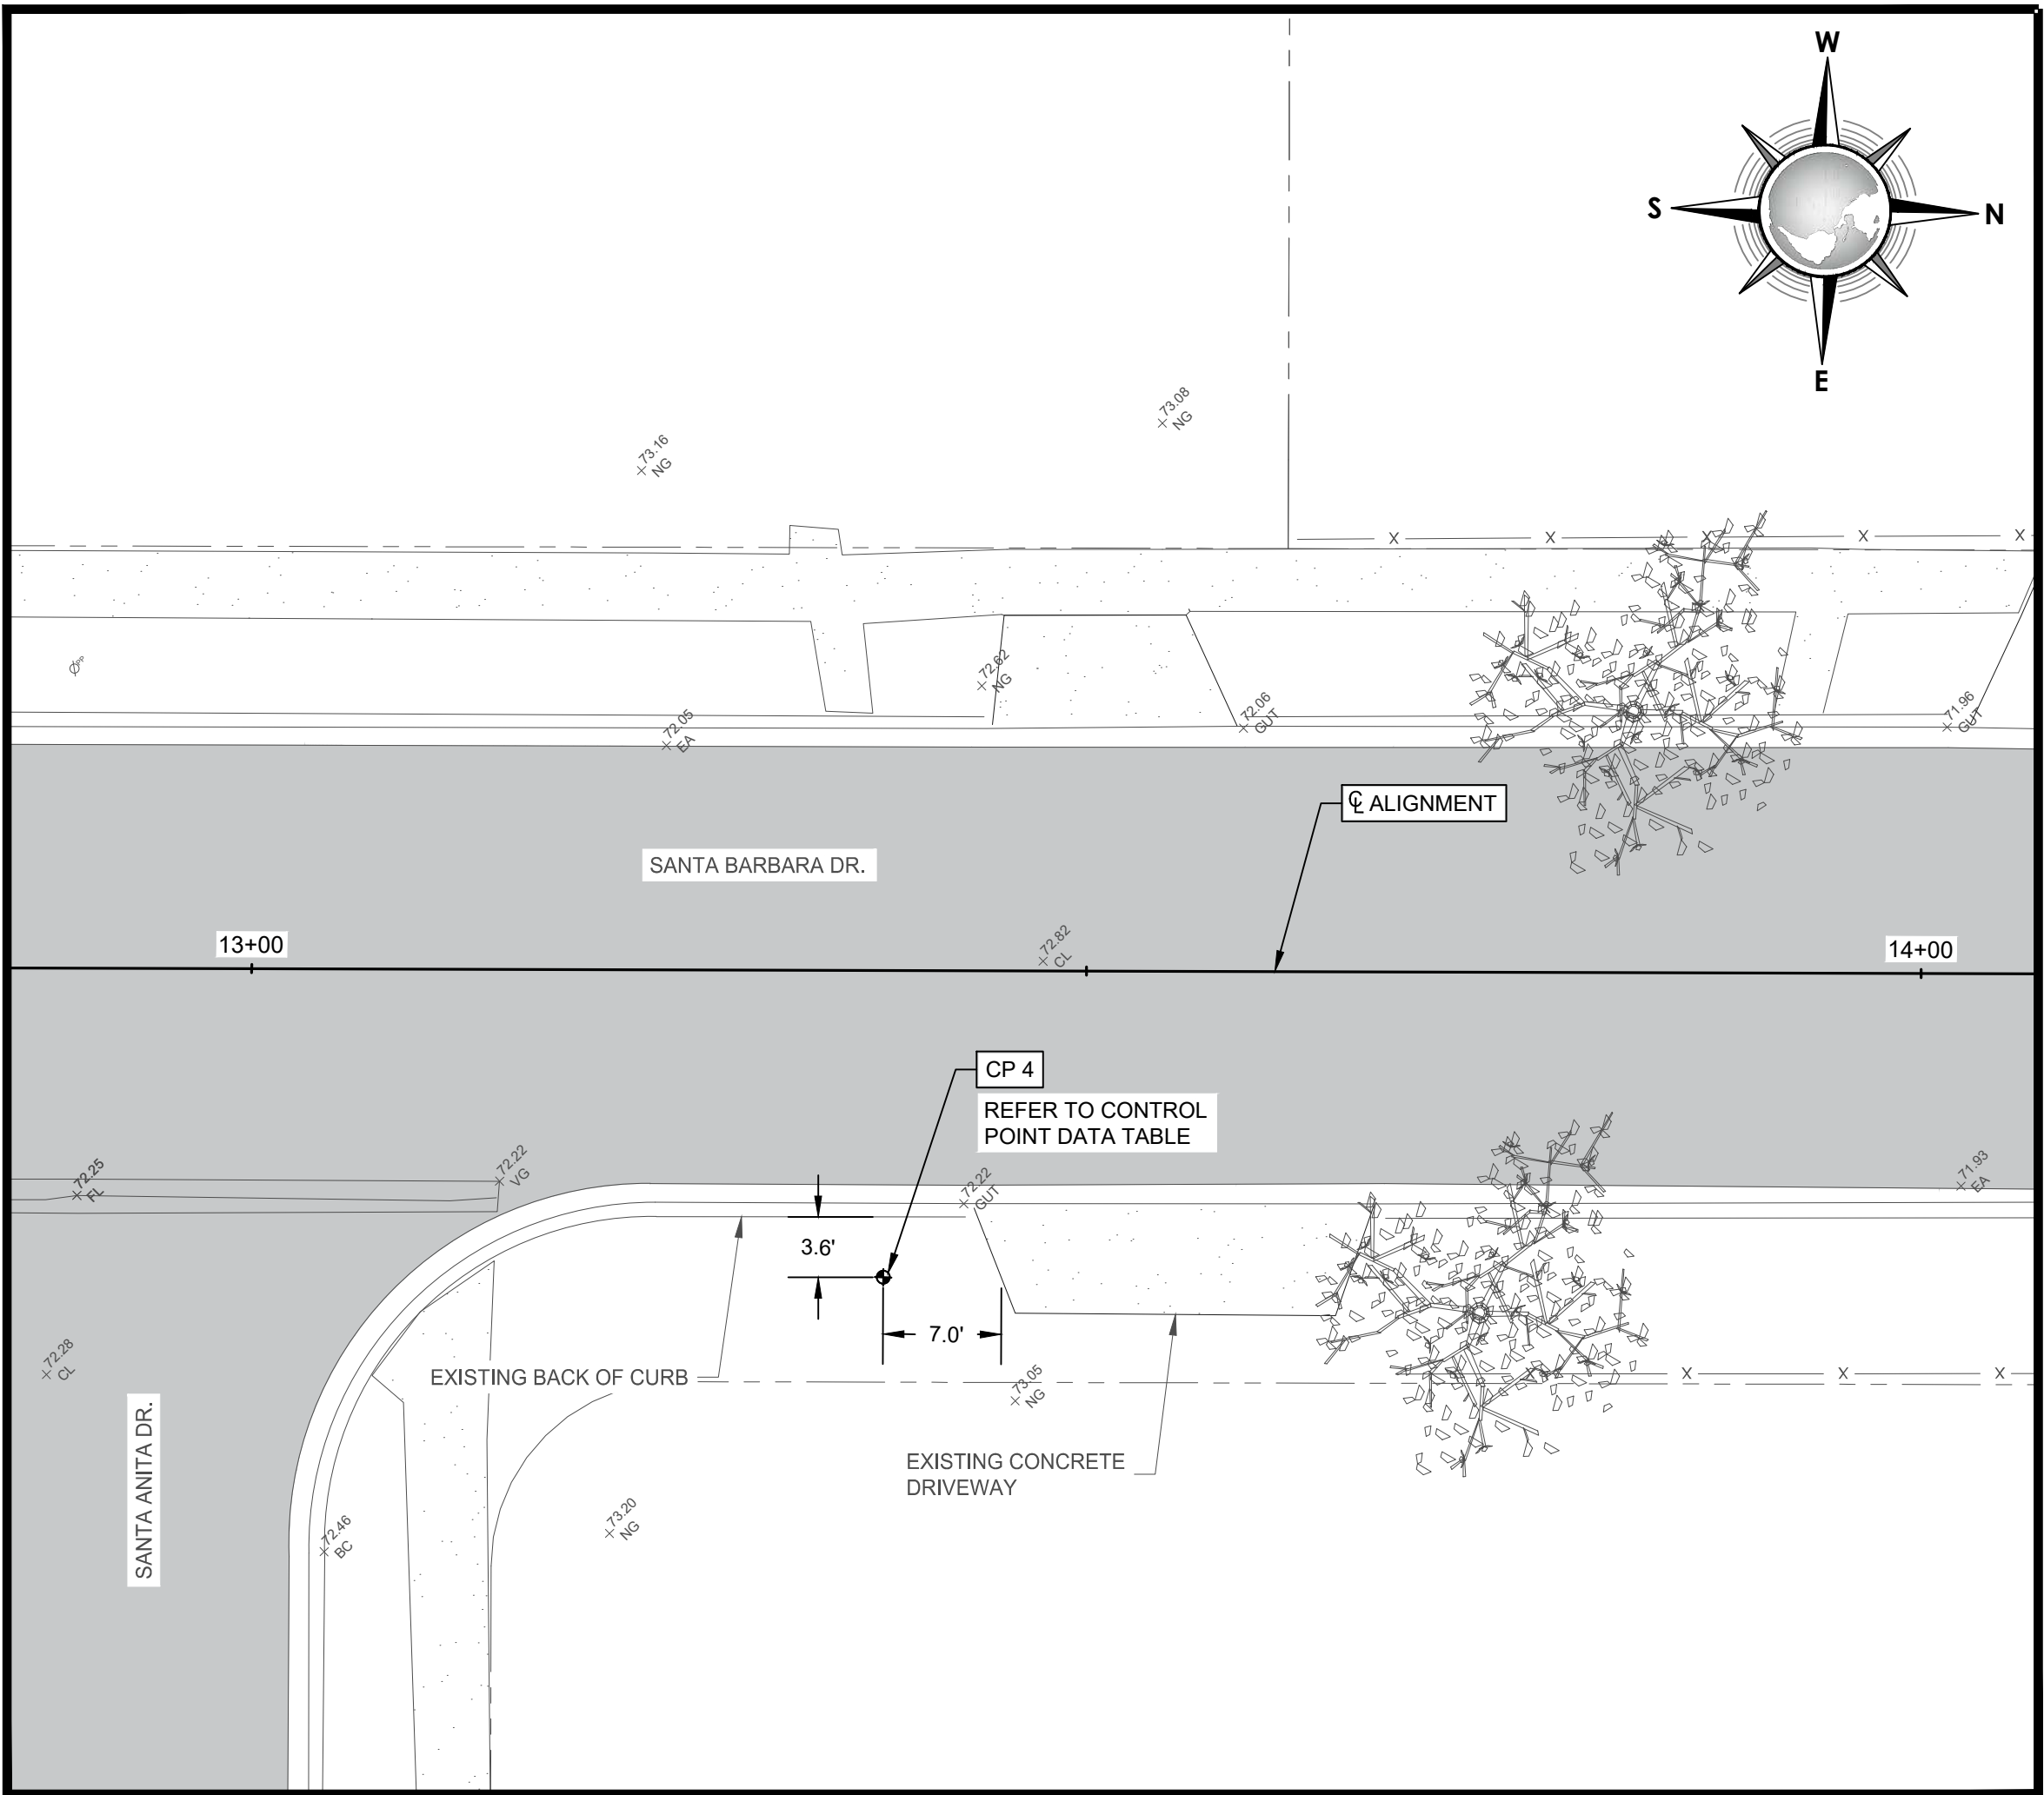 W
S
N
E
73.08
NG
73.16
NG
X X X X X
PP
72.62
NG
72.05
EA
72.06
GUT
71.96
GUT
℄ ALIGNMENT
SANTA BARBARA DR.
13+00
72.82
CL
14+00
CP 4
REFER TO CONTROL
POINT DATA TABLE
72.25
FL
72.22
VG
72.22
GUT
71.93
EA
3.6'
7.0'
72.28
CL
EXISTING BACK OF CURB
73.05
NG
X X X X
SANTA ANITA DR.
EXISTING CONCRETE
DRIVEWAY
72.46
BC
73.20
NG